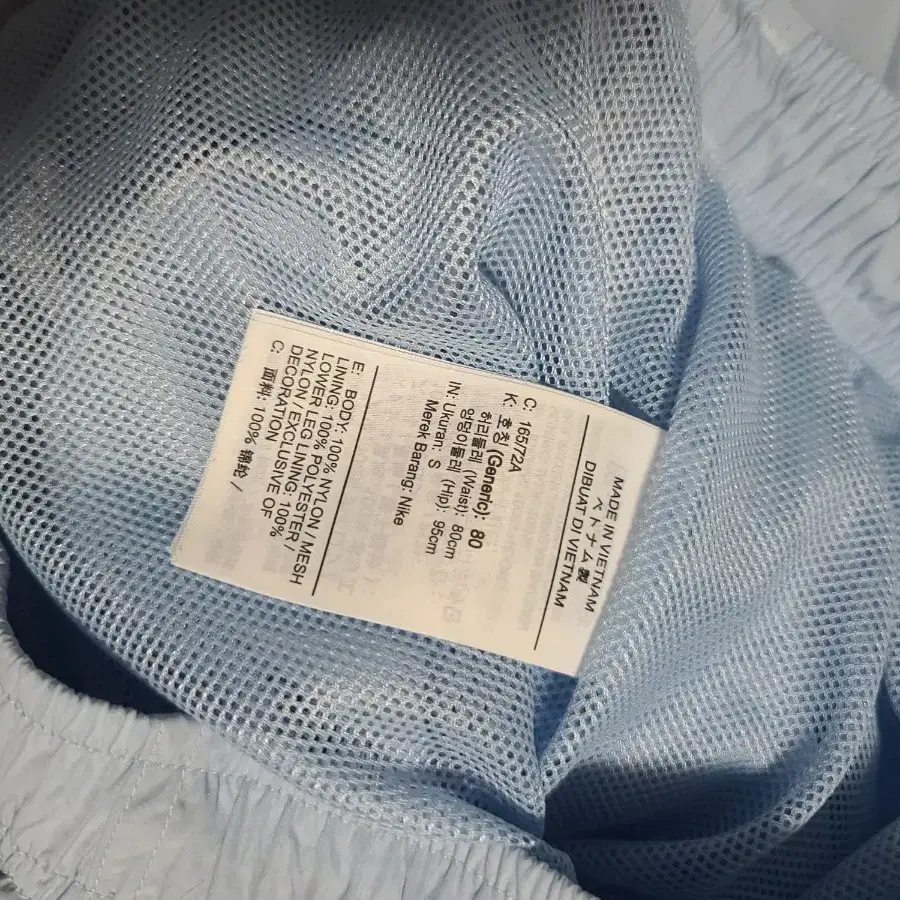 MADE IN VIETNAM
ベトナム製
DIBUAT DI VIETNAM
C: 165/72A
K: 호칭(Generic): 80
허리둘레 (Waist): 80cm
엉덩이둘레 (Hip): 95cm
IN: Ukuran: S
Merek Barang: Nike
E: BODY: 100% NYLON / MESH
LINING: 100% POLYESTER /
LOWER LEG LINING: 100%
NYLON / EXCLUSIVE OF
DECORATION
C: 面料: 100% 锦纶 /